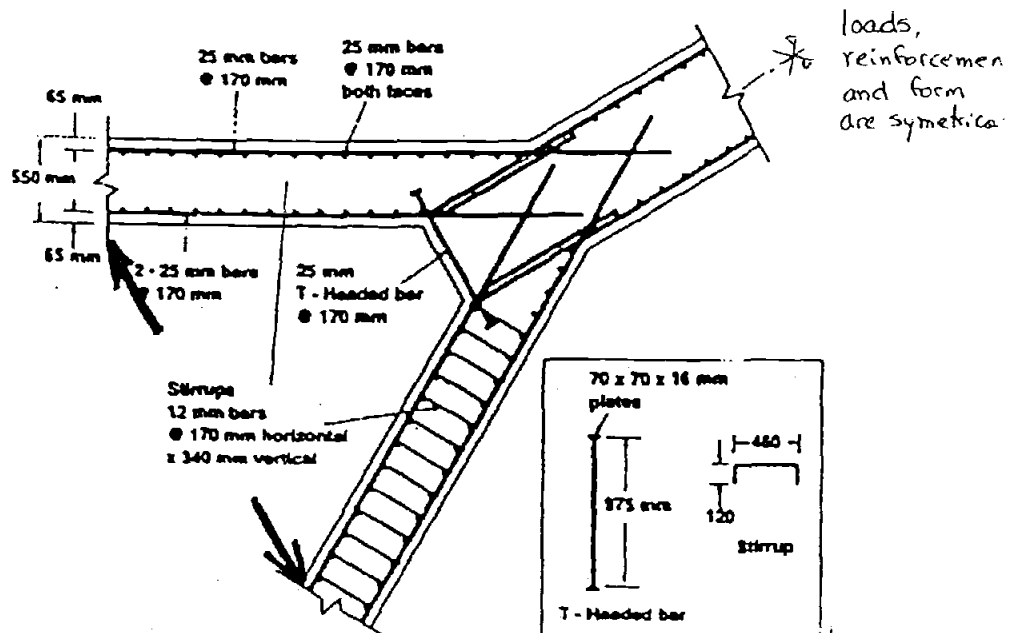 25 mm bars
@ 170 mm
25 mm bars
@ 170 mm
both faces
loads,
reinforcemen
and form
are symetrica
65 mm
550 mm
65 mm
2 - 25 mm bars
@ 170 mm
25 mm
T - Headed bar
@ 170 mm
Stirrups
12 mm bars
@ 170 mm horizontal
x 340 mm vertical
70 x 70 x 16 mm
plates
975 mm
460
120
Stirrup
T - Headed bar